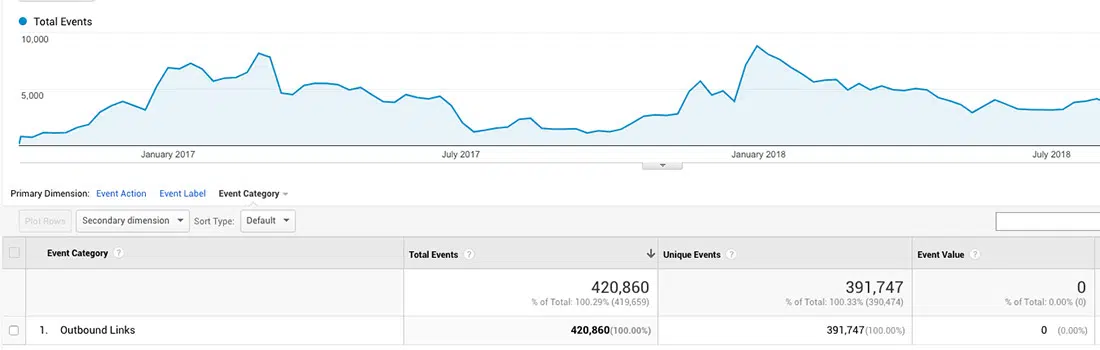 Total Events
10,000
5,000
January 2017 July 2017 January 2018 July 2018
Primary Dimension: Event Action Event Label Event Category
Plot Rows Secondary dimension Sort Type: Default
Event Category ? Total Events ? Unique Events ? Event Value ?
420,860 391,747 0
% of Total: 100.29% (419,659) % of Total: 100.33% (390,474) % of Total: 0.00% (0)
1. Outbound Links 420,860(100.00%) 391,747(100.00%) 0 (0.00%)